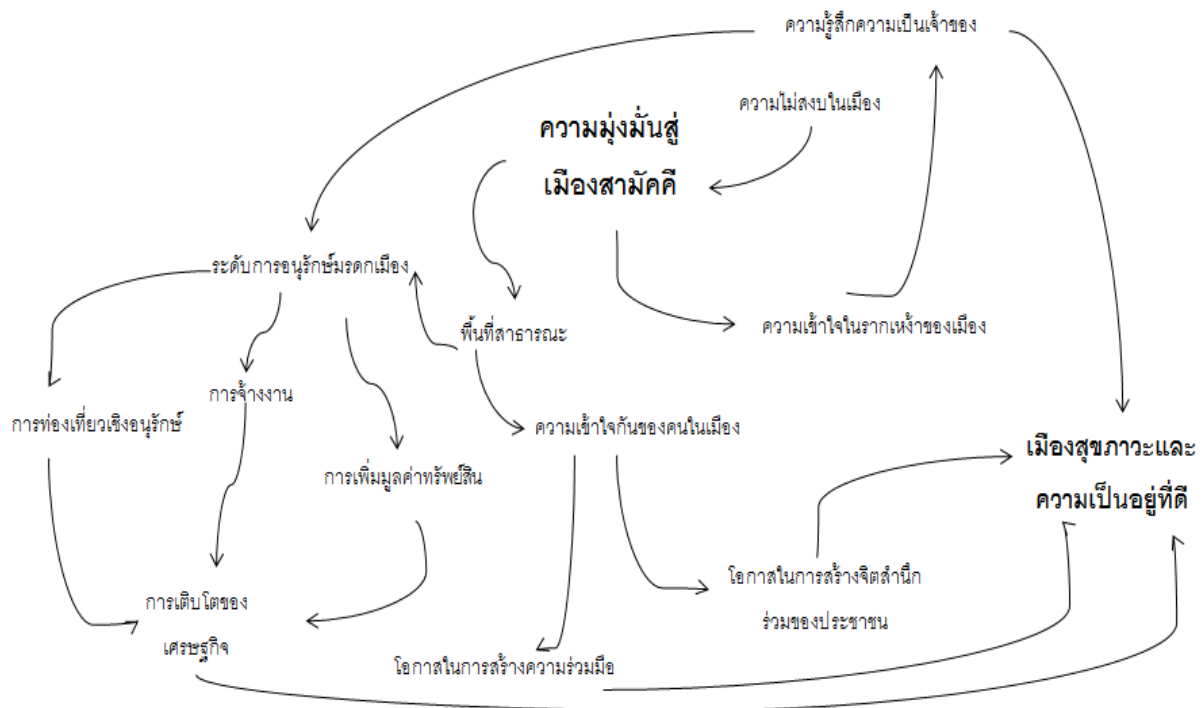 ความรู้สึกความเป็นเจ้าของ
ความไม่สงบในเมือง
ความมุ่งมั่นสู่
เมืองสามัคคี
ระดับการอนุรักษ์มรดกเมือง
พื้นที่สาธารณะ
ความเข้าใจในรากเหง้าของเมือง
การจ้างงาน
การท่องเที่ยวเชิงอนุรักษ์
ความเข้าใจกันของคนในเมือง
เมืองสุขภาวะและ
ความเป็นอยู่ที่ดี
การเพิ่มมูลค่าทรัพย์สิน
โอกาสในการสร้างจิตสำนึก
ร่วมของประชาชน
การเติบโตของ
เศรษฐกิจ
โอกาสในการสร้างความร่วมมือ